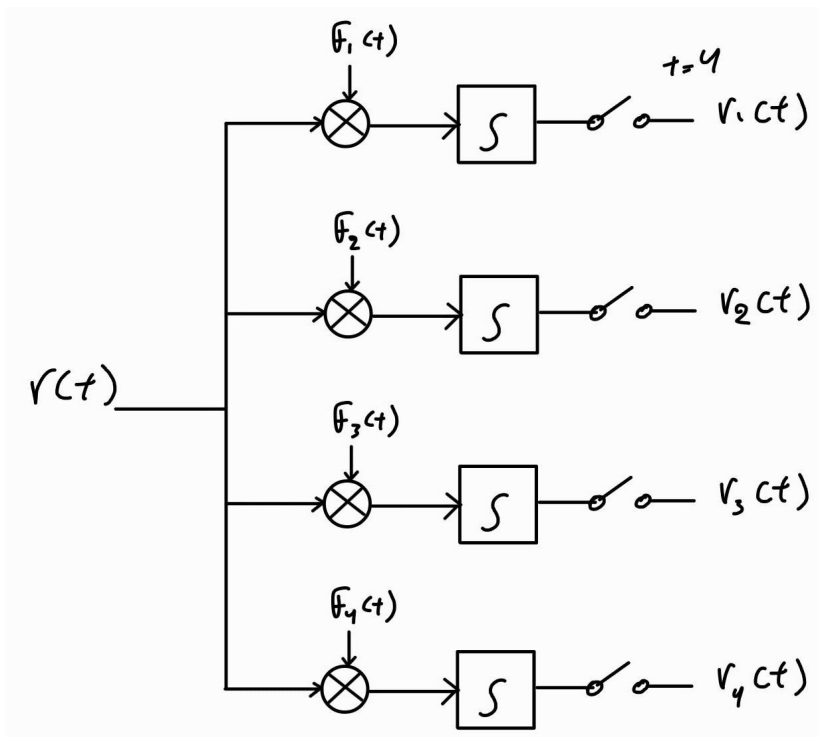 F₁(t)
∫
t=4
r₁(t)
F₂(t)
∫
r₂(t)
r(t)
F₃(t)
∫
r₃(t)
F₄(t)
∫
r₄(t)